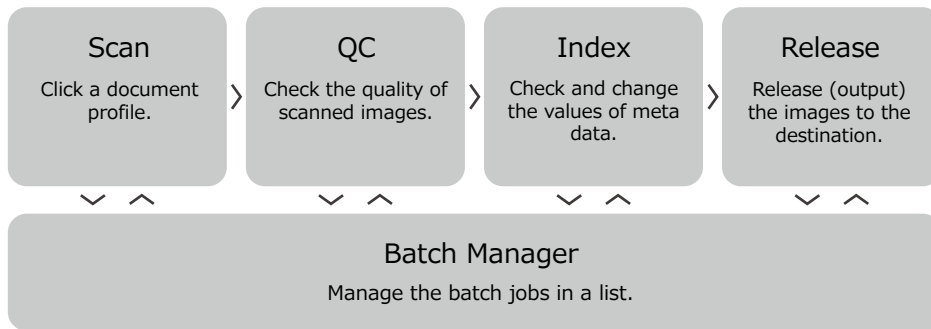 Scan
Click a document
profile.
QC
Check the quality of
scanned images.
Index
Check and change
the values of meta
data.
Release
Release (output)
the images to the
destination.
Batch Manager
Manage the batch jobs in a list.